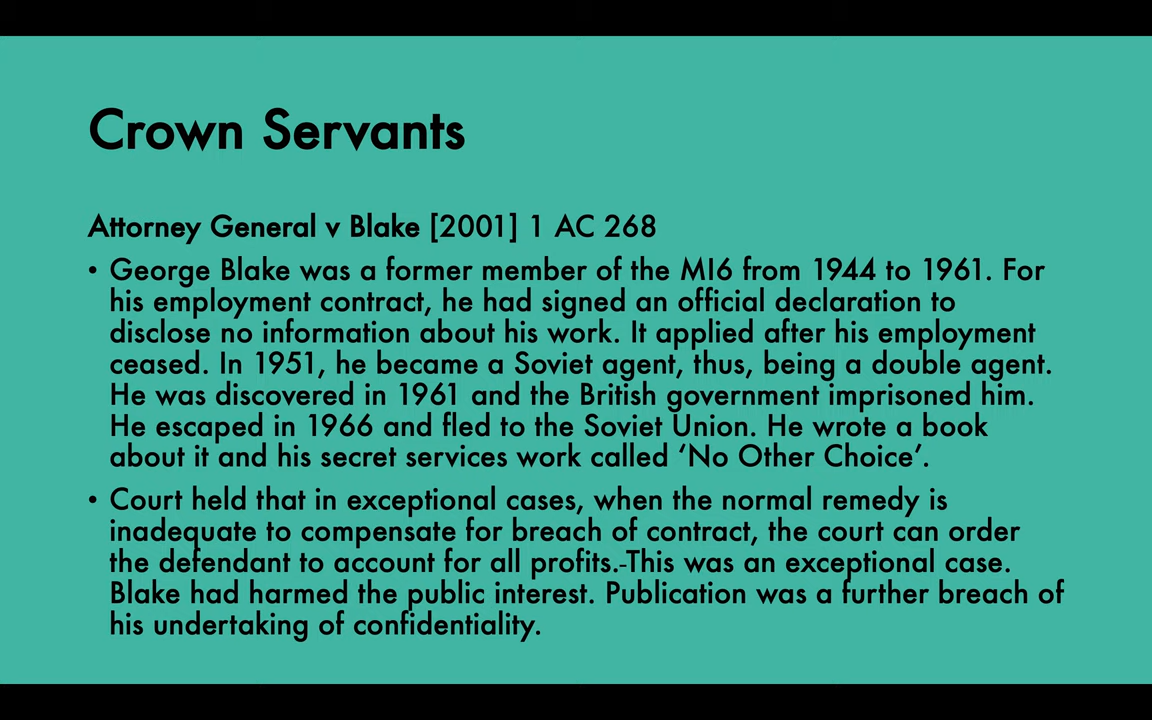 Crown Servants
Attorney General v Blake [2001] 1 AC 268
• George Blake was a former member of the MI6 from 1944 to 1961. For
his employment contract, he had signed an official declaration to
disclose no information about his work. It applied after his employment
ceased. In 1951, he became a Soviet agent, thus, being a double agent.
He was discovered in 1961 and the British government imprisoned him.
He escaped in 1966 and fled to the Soviet Union. He wrote a book
about it and his secret services work called ‘No Other Choice’.
• Court held that in exceptional cases, when the normal remedy is
inadequate to compensate for breach of contract, the court can order
the defendant to account for all profits.-This was an exceptional case.
Blake had harmed the public interest. Publication was a further breach of
his undertaking of confidentiality.